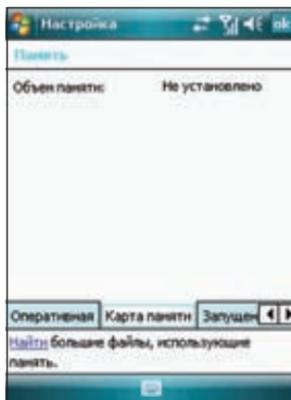 Настройка ok
Память
Объем памяти: Не установлено
Оперативная Карта памяти Запущен
Найти большие файлы, использующие
память.